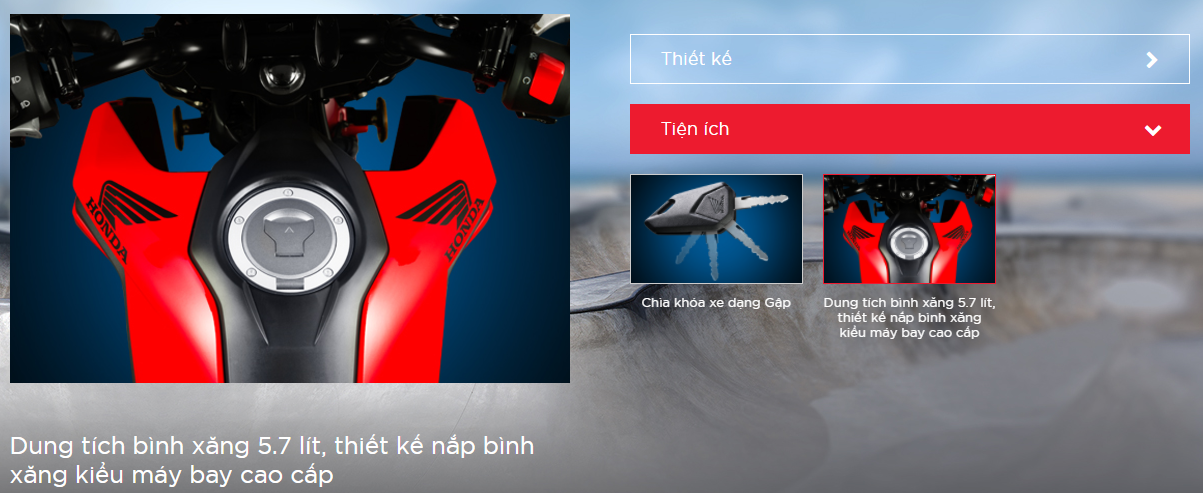 HONDA
HONDA
Dung tích bình xăng 5.7 lít, thiết kế nắp bình
xăng kiểu máy bay cao cấp
Thiết kế
Tiện ích
Chìa khóa xe dạng Gập
Dung tích bình xăng 5.7 lít,
thiết kế nắp bình xăng
kiểu máy bay cao cấp